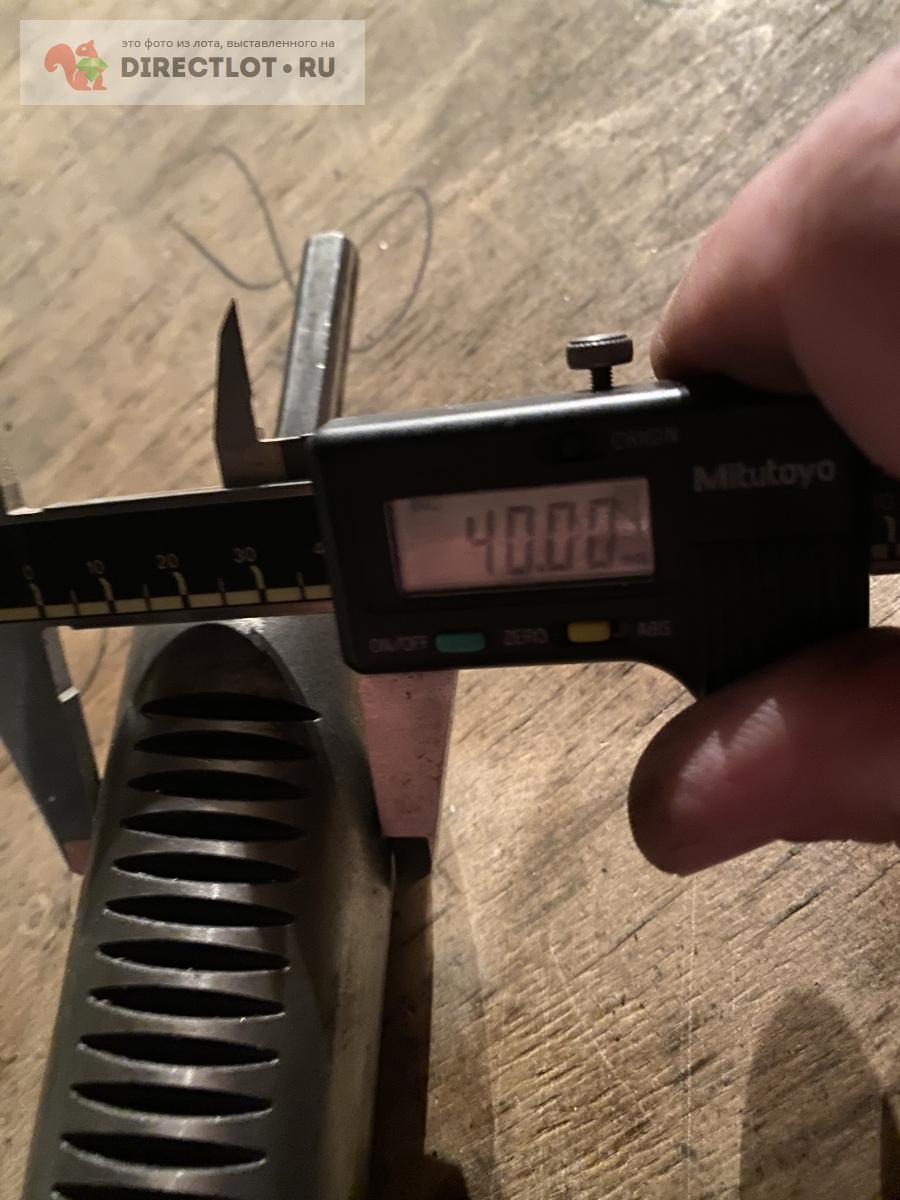 это фото из лота, выставленного на
DIRECTLOT•RU
ORIGIN
Mitutoyo
40.00
0 10 20 30
ON/OFF ZERO ABS